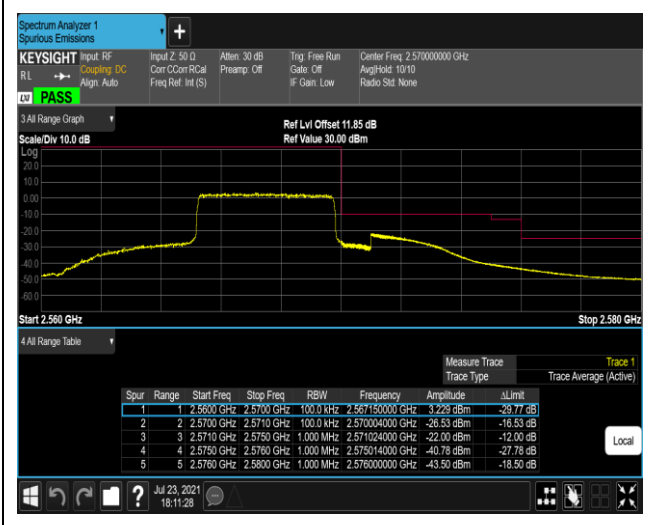 Spectrum Analyzer 1
Spurious Emissions
+
KEYSIGHT Input: RF Input Z: 50 Ω Atten: 30 dB Trig: Free Run Center Freq: 2.570000000 GHz
RL Coupling: DC Corr CCorr RCal Preamp: Off Gate: Off Avg|Hold: 10/10
Align: Auto Freq Ref: Int (S) IF Gain: Low Radio Std: None
LXI PASS
3 All Range Graph
Ref Lvl Offset 11.85 dB
Scale/Div 10.0 dB Ref Value 30.00 dBm
Log
20.0
10.0
0.00
-10.0
-20.0
-30.0
-40.0
-50.0
-60.0
Start 2.560 GHz Stop 2.580 GHz
4 All Range Table
Measure Trace Trace 1
Trace Type Trace Average (Active)
Spur Range Start Freq Stop Freq RBW Frequency Amplitude ΔLimit
1 1 2.5600 GHz 2.5700 GHz 100.0 kHz 2.567150000 GHz 3.229 dBm -29.77 dB
2 2 2.5700 GHz 2.5710 GHz 100.0 kHz 2.570004000 GHz -26.53 dBm -16.53 dB
3 3 2.5710 GHz 2.5750 GHz 1.000 MHz 2.571024000 GHz -22.00 dBm -12.00 dB
4 4 2.5750 GHz 2.5760 GHz 1.000 MHz 2.575014000 GHz -40.78 dBm -27.78 dB
5 5 2.5760 GHz 2.5800 GHz 1.000 MHz 2.576000000 GHz -43.50 dBm -18.50 dB
Local
? Jul 23, 2021
18:11:28